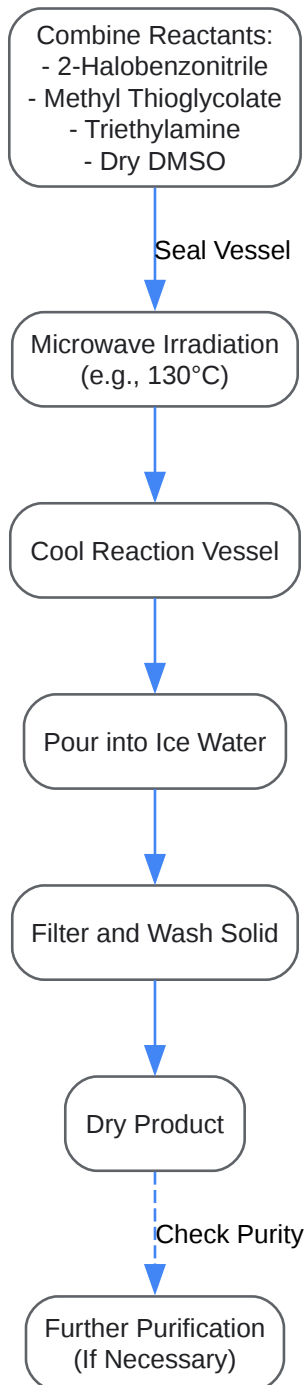 Combine Reactants:
- 2-Halobenzonitrile
- Methyl Thioglycolate
- Triethylamine
- Dry DMSO
Seal Vessel
Microwave Irradiation
(e.g., 130°C)
Cool Reaction Vessel
Pour into Ice Water
Filter and Wash Solid
Dry Product
Check Purity
Further Purification
(If Necessary)